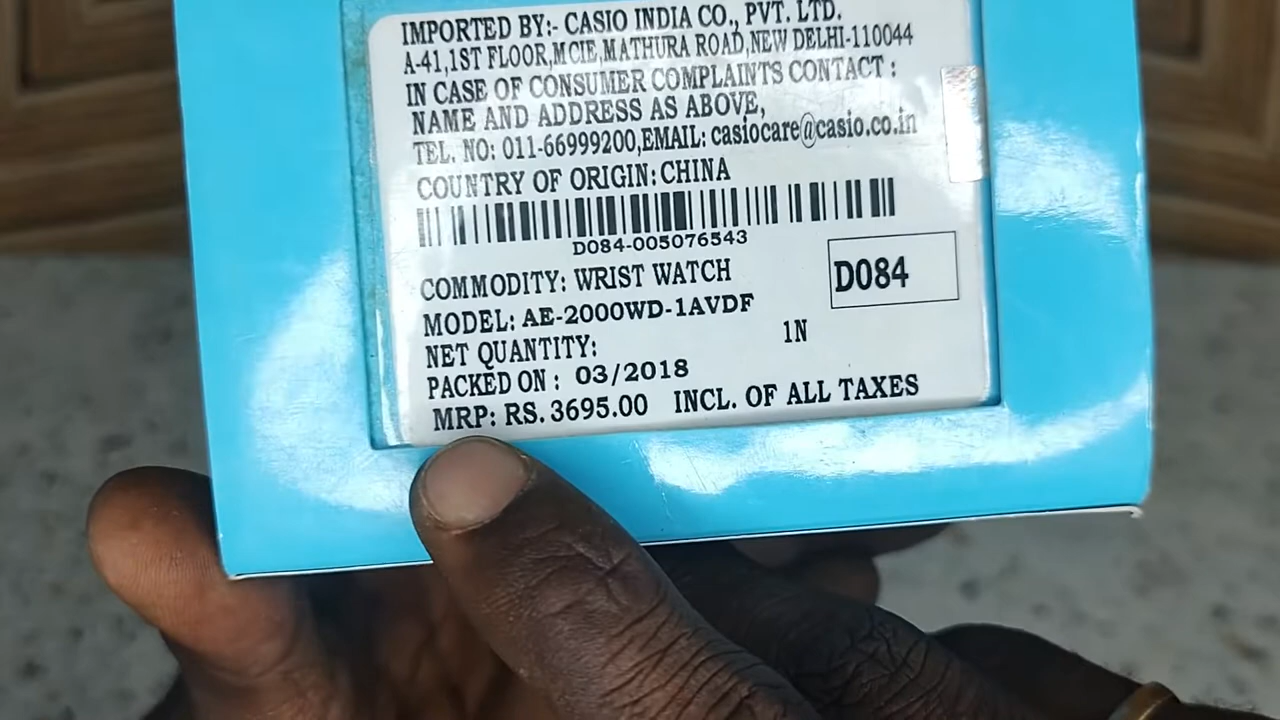 IMPORTED BY:- CASIO INDIA CO., PVT. LTD.
A-41,1ST FLOOR,MCIE,MATHURA ROAD,NEW DELHI-110044
IN CASE OF CONSUMER COMPLAINTS CONTACT :
NAME AND ADDRESS AS ABOVE,
TEL. NO: 011-66999200,EMAIL: casiocare@casio.co.in
COUNTRY OF ORIGIN: CHINA
D084-005076543
COMMODITY: WRIST WATCH
D084
MODEL: AE-2000WD-1AVDF
NET QUANTITY: 1N
PACKED ON : 03/2018
MRP: RS. 3695.00 INCL. OF ALL TAXES